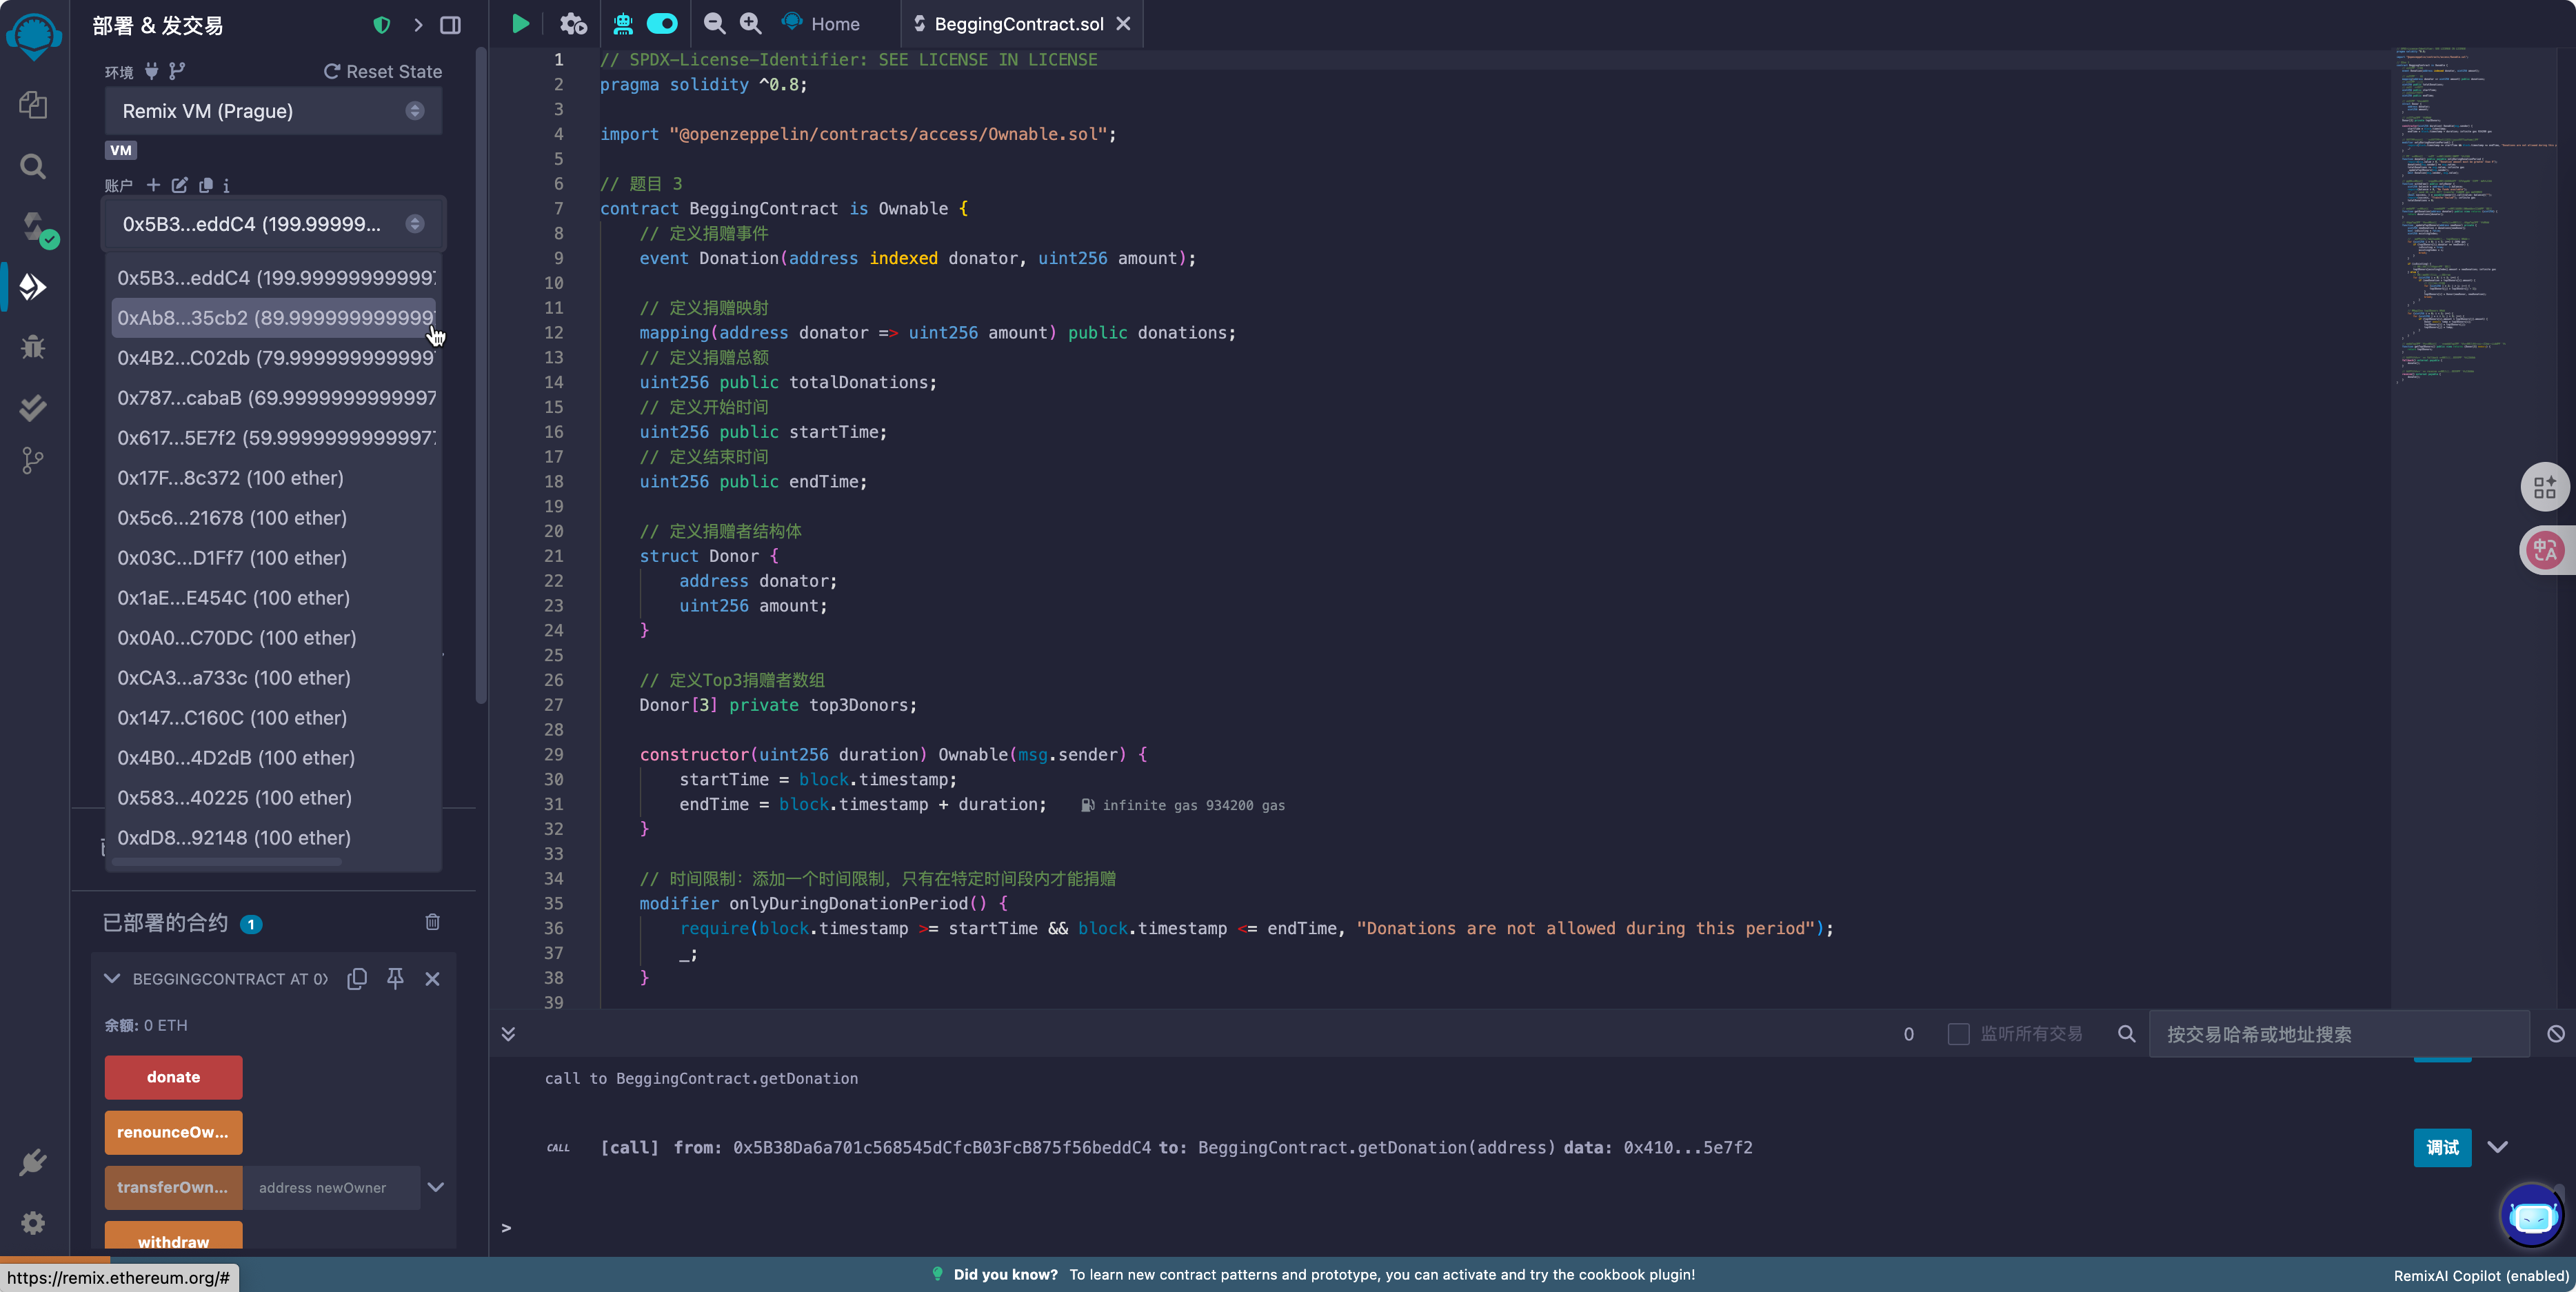 部署 & 发交易
环境
Reset State
Remix VM (Prague)
VM
账户
0x5B3...eddC4 (199.99999...
0x5B3...eddC4 (199.999999999997
0xAb8...35cb2 (89.9999999999999
0x4B2...C02db (79.999999999999
0x787...cabaB (69.9999999999997
0x617...5E7f2 (59.99999999999977
0x17F...8c372 (100 ether)
0x5c6...21678 (100 ether)
0x03C...D1Ff7 (100 ether)
0x1aE...E454C (100 ether)
0x0A0...C70DC (100 ether)
0xCA3...a733c (100 ether)
0x147...C160C (100 ether)
0x4B0...4D2dB (100 ether)
0x583...40225 (100 ether)
0xdD8...92148 (100 ether)
已部署的合约 1
BEGGINGCONTRACT AT 0X
余额: 0 ETH
donate
renounceOw...
transferOwn... address newOwner
withdraw
https://remix.ethereum.org/#
Home
BeggingContract.sol
1 // SPDX-License-Identifier: SEE LICENSE IN LICENSE
2 pragma solidity ^0.8;
3
4 import "@openzeppelin/contracts/access/Ownable.sol";
5
6 // 题目 3
7 contract BeggingContract is Ownable {
8 // 定义捐赠事件
9 event Donation(address indexed donator, uint256 amount);
10
11 // 定义捐赠映射
12 mapping(address donator => uint256 amount) public donations;
13 // 定义捐赠总额
14 uint256 public totalDonations;
15 // 定义开始时间
16 uint256 public startTime;
17 // 定义结束时间
18 uint256 public endTime;
19
20 // 定义捐赠者结构体
21 struct Donor {
22 address donator;
23 uint256 amount;
24 }
25
26 // 定义Top3捐赠者数组
27 Donor[3] private top3Donors;
28
29 constructor(uint256 duration) Ownable(msg.sender) {
30 startTime = block.timestamp;
31 endTime = block.timestamp + duration; infinite gas 934200 gas
32 }
33
34 // 时间限制：添加一个时间限制，只有在特定时间段内才能捐赠
35 modifier onlyDuringDonationPeriod() {
36 require(block.timestamp >= startTime && block.timestamp <= endTime, "Donations are not allowed during this period");
37 _;
38 }
39
0 监听所有交易 按交易哈希或地址搜索
call to BeggingContract.getDonation
CALL [call] from: 0x5B38Da6a701c568545dCfcB03FcB875f56beddC4 to: BeggingContract.getDonation(address) data: 0x410...5e7f2 调试
>
Did you know? To learn new contract patterns and prototype, you can activate and try the cookbook plugin!
RemixAI Copilot (enabled)